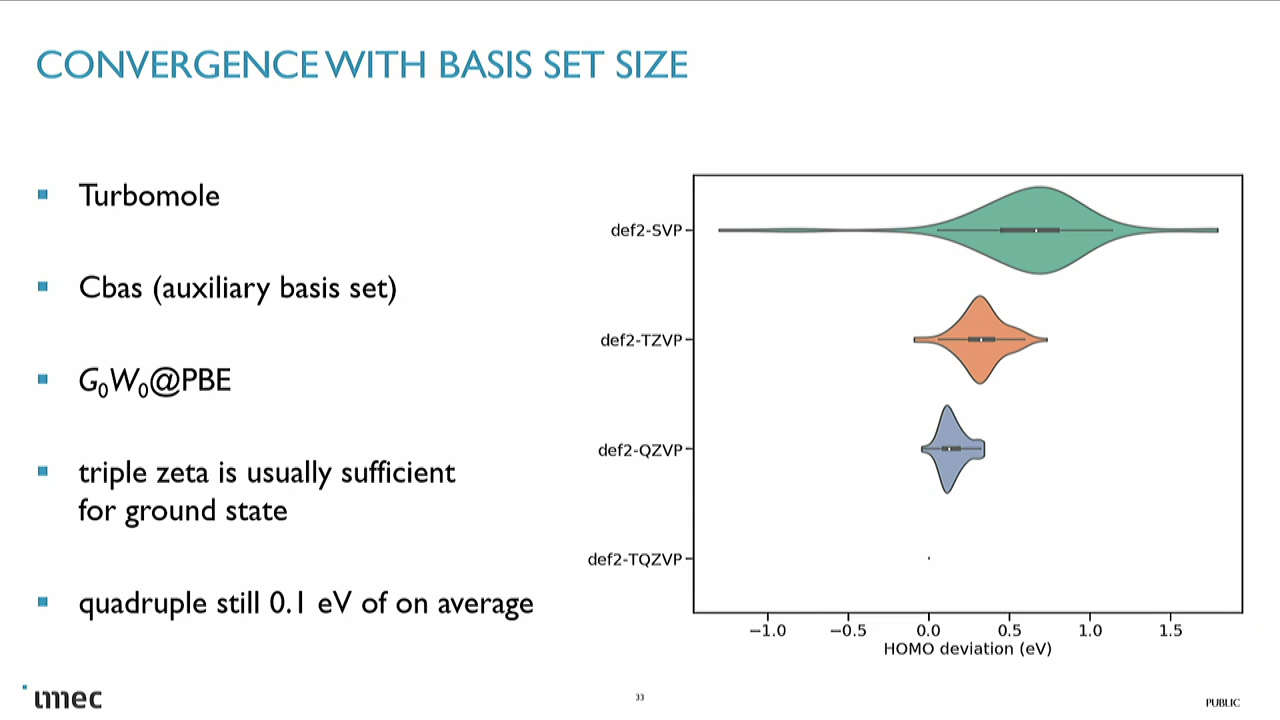 CONVERGENCE WITH BASIS SET SIZE
Turbomole
Cbas (auxiliary basis set)
G₀W₀@PBE
triple zeta is usually sufficient
for ground state
quadruple still 0.1 eV of on average
def2-SVP
def2-TZVP
def2-QZVP
def2-TQZVP
−1.0 −0.5 0.0 0.5 1.0 1.5
HOMO deviation (eV)
imec
33
PUBLIC